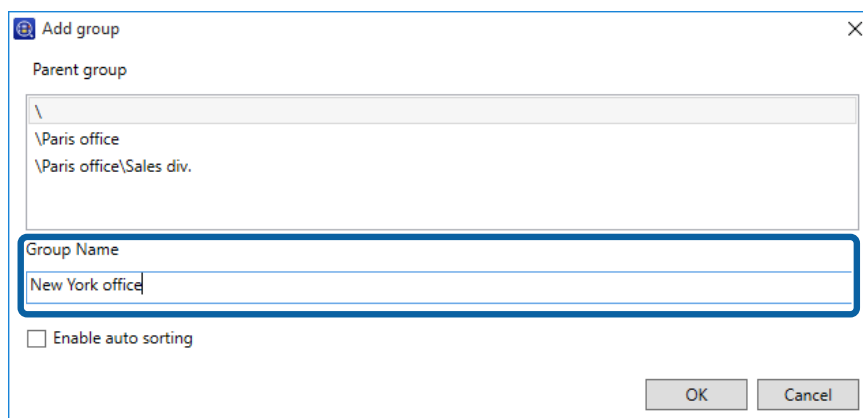 Add group
Parent group
\
\Paris office
\Paris office\Sales div.
Group Name
New York office
Enable auto sorting
OK
Cancel